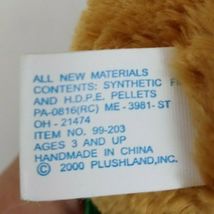 ALL NEW MATERIALS
CONTENTS: SYNTHETIC
AND H.D.P.E. PELLETS
PA-0816(RC) ME-3981-ST
OH-21474
ITEM NO. 99-203
AGES 3 AND UP
HANDMADE IN CHINA
© 2000 PLUSHLAND,INC.